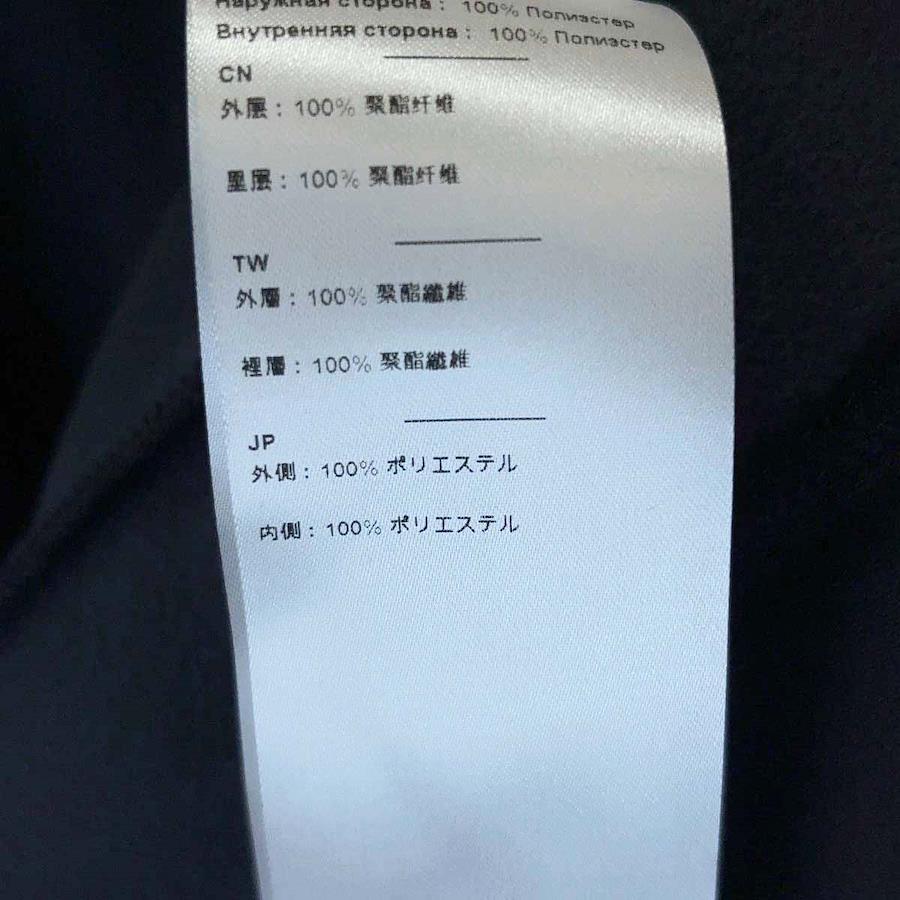 Наружная сторона : 100% Полиэстер
Внутренняя сторона : 100% Полиэстер
CN
外层 : 100% 聚酯纤维
里层 : 100% 聚酯纤维
TW
外層 : 100% 聚酯纖維
裡層 : 100% 聚酯纖維
JP
外側 : 100% ポリエステル
内側 : 100% ポリエステル